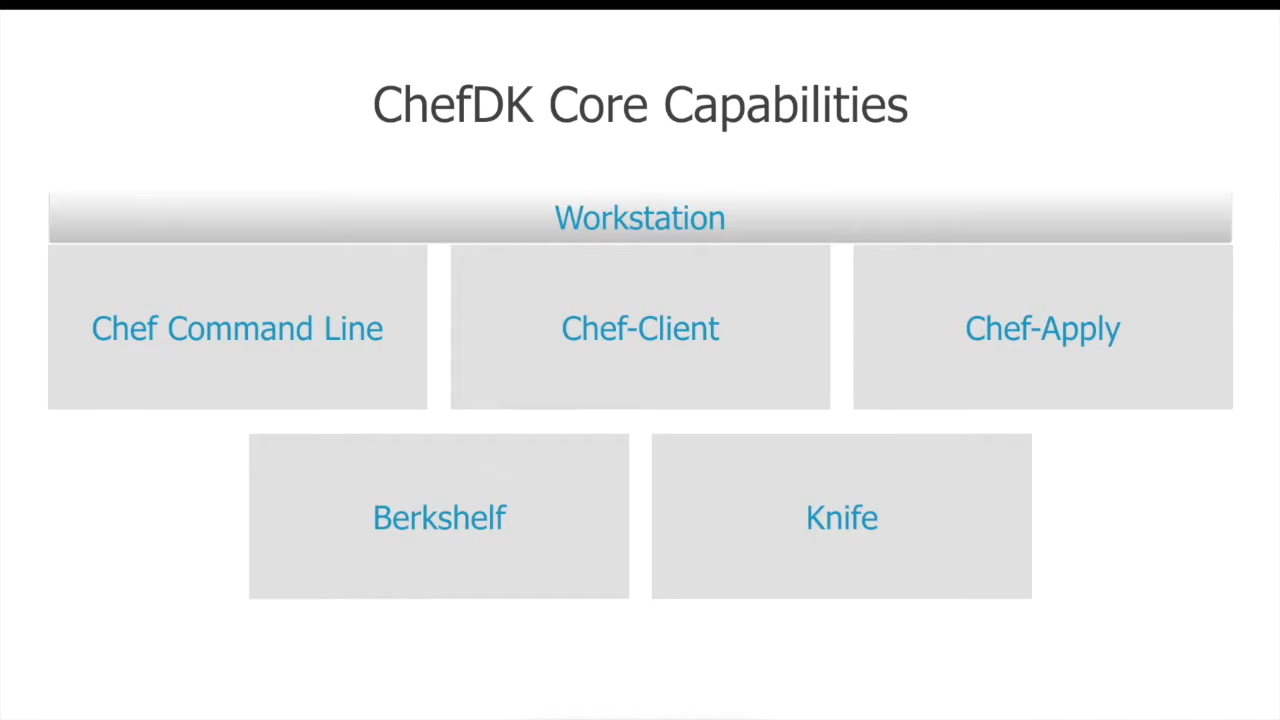 ChefDK Core Capabilities
Workstation
Chef Command Line
Chef-Client
Chef-Apply
Berkshelf
Knife